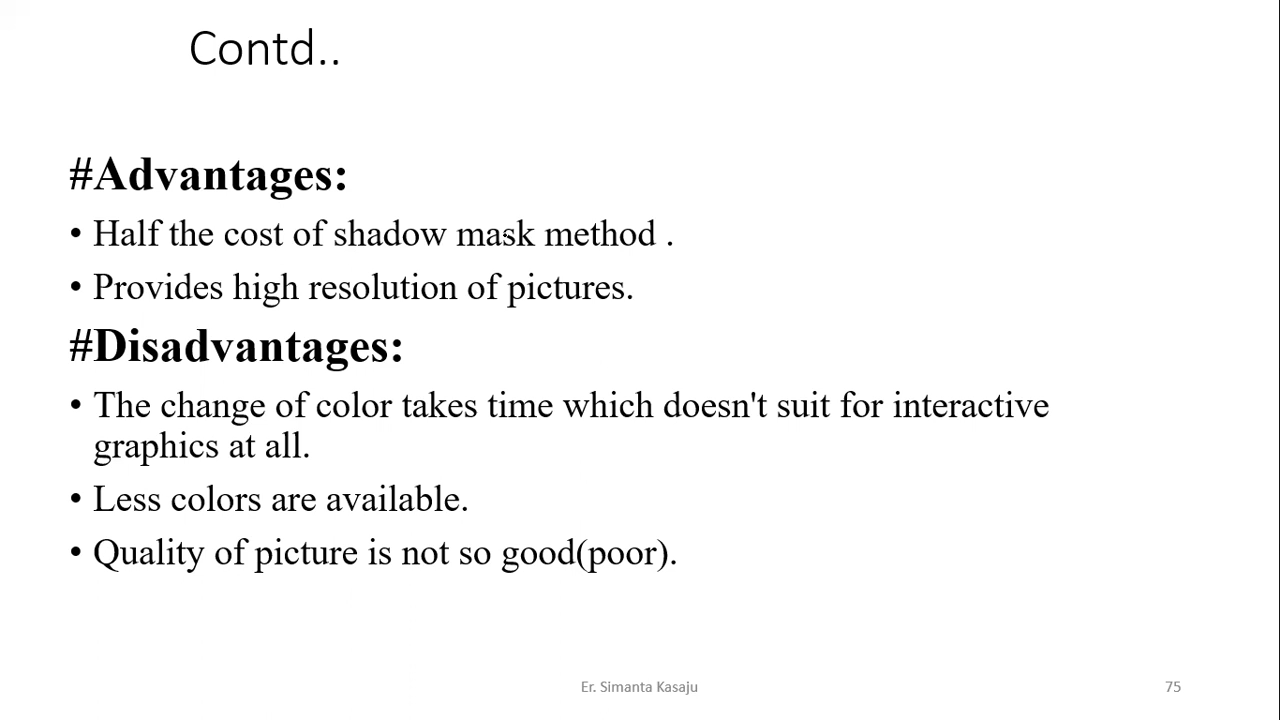 Contd..
#Advantages:
• Half the cost of shadow mask method .
• Provides high resolution of pictures.
#Disadvantages:
• The change of color takes time which doesn't suit for interactive
graphics at all.
• Less colors are available.
• Quality of picture is not so good(poor).
Er. Simanta Kasaju
75